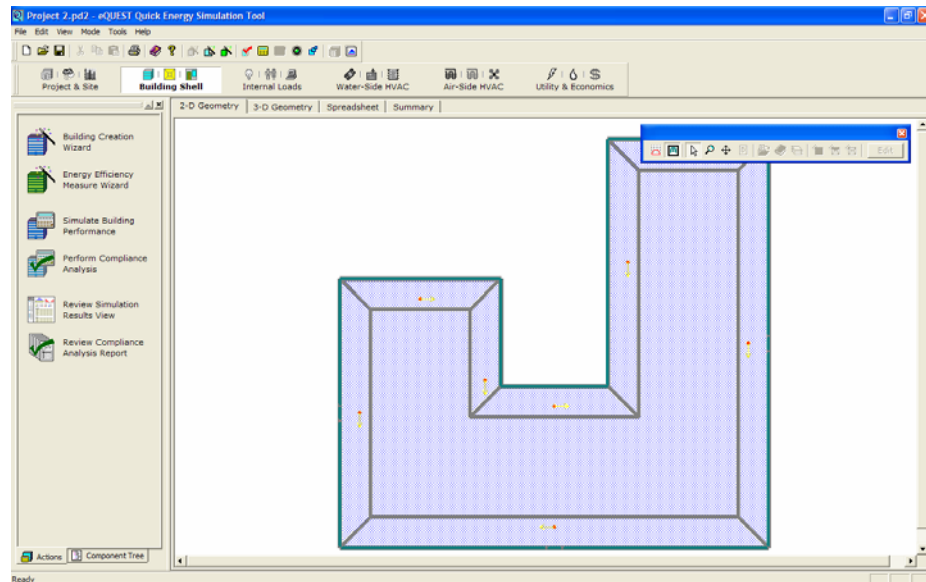 Project 2.pd2 - eQUEST Quick Energy Simulation Tool
File Edit View Mode Tools Help
Project & Site
Building Shell
Internal Loads
Water-Side HVAC
Air-Side HVAC
Utility & Economics
2-D Geometry
3-D Geometry
Spreadsheet
Summary
Building Creation
Wizard
Energy Efficiency
Measure Wizard
Simulate Building
Performance
Perform Compliance
Analysis
Review Simulation
Results View
Review Compliance
Analysis Report
Edit
Actions
Component Tree
Ready